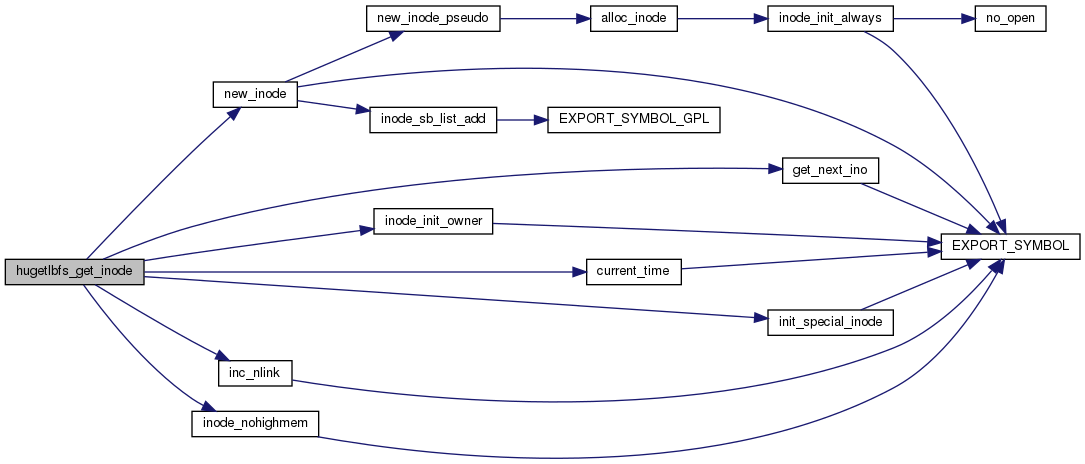 new_inode_pseudo
alloc_inode
inode_init_always
no_open
new_inode
inode_sb_list_add
EXPORT_SYMBOL_GPL
get_next_ino
inode_init_owner
EXPORT_SYMBOL
hugetlbfs_get_inode
current_time
init_special_inode
inc_nlink
inode_nohighmem